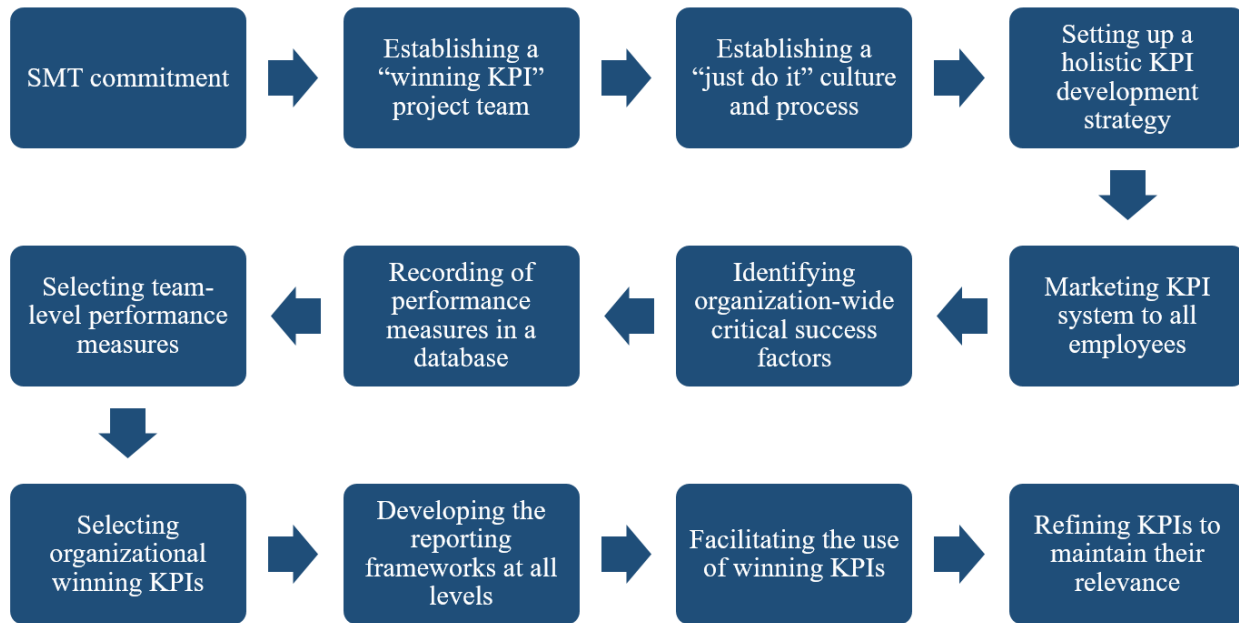 SMT commitment
Establishing a
“winning KPI”
project team
Establishing a
“just do it” culture
and process
Setting up a
holistic KPI
development
strategy
Marketing KPI
system to all
employees
Identifying
organization-wide
critical success
factors
Recording of
performance
measures in a
database
Selecting team-
level performance
measures
Selecting
organizational
winning KPIs
Developing the
reporting
frameworks at all
levels
Facilitating the use
of winning KPIs
Refining KPIs to
maintain their
relevance